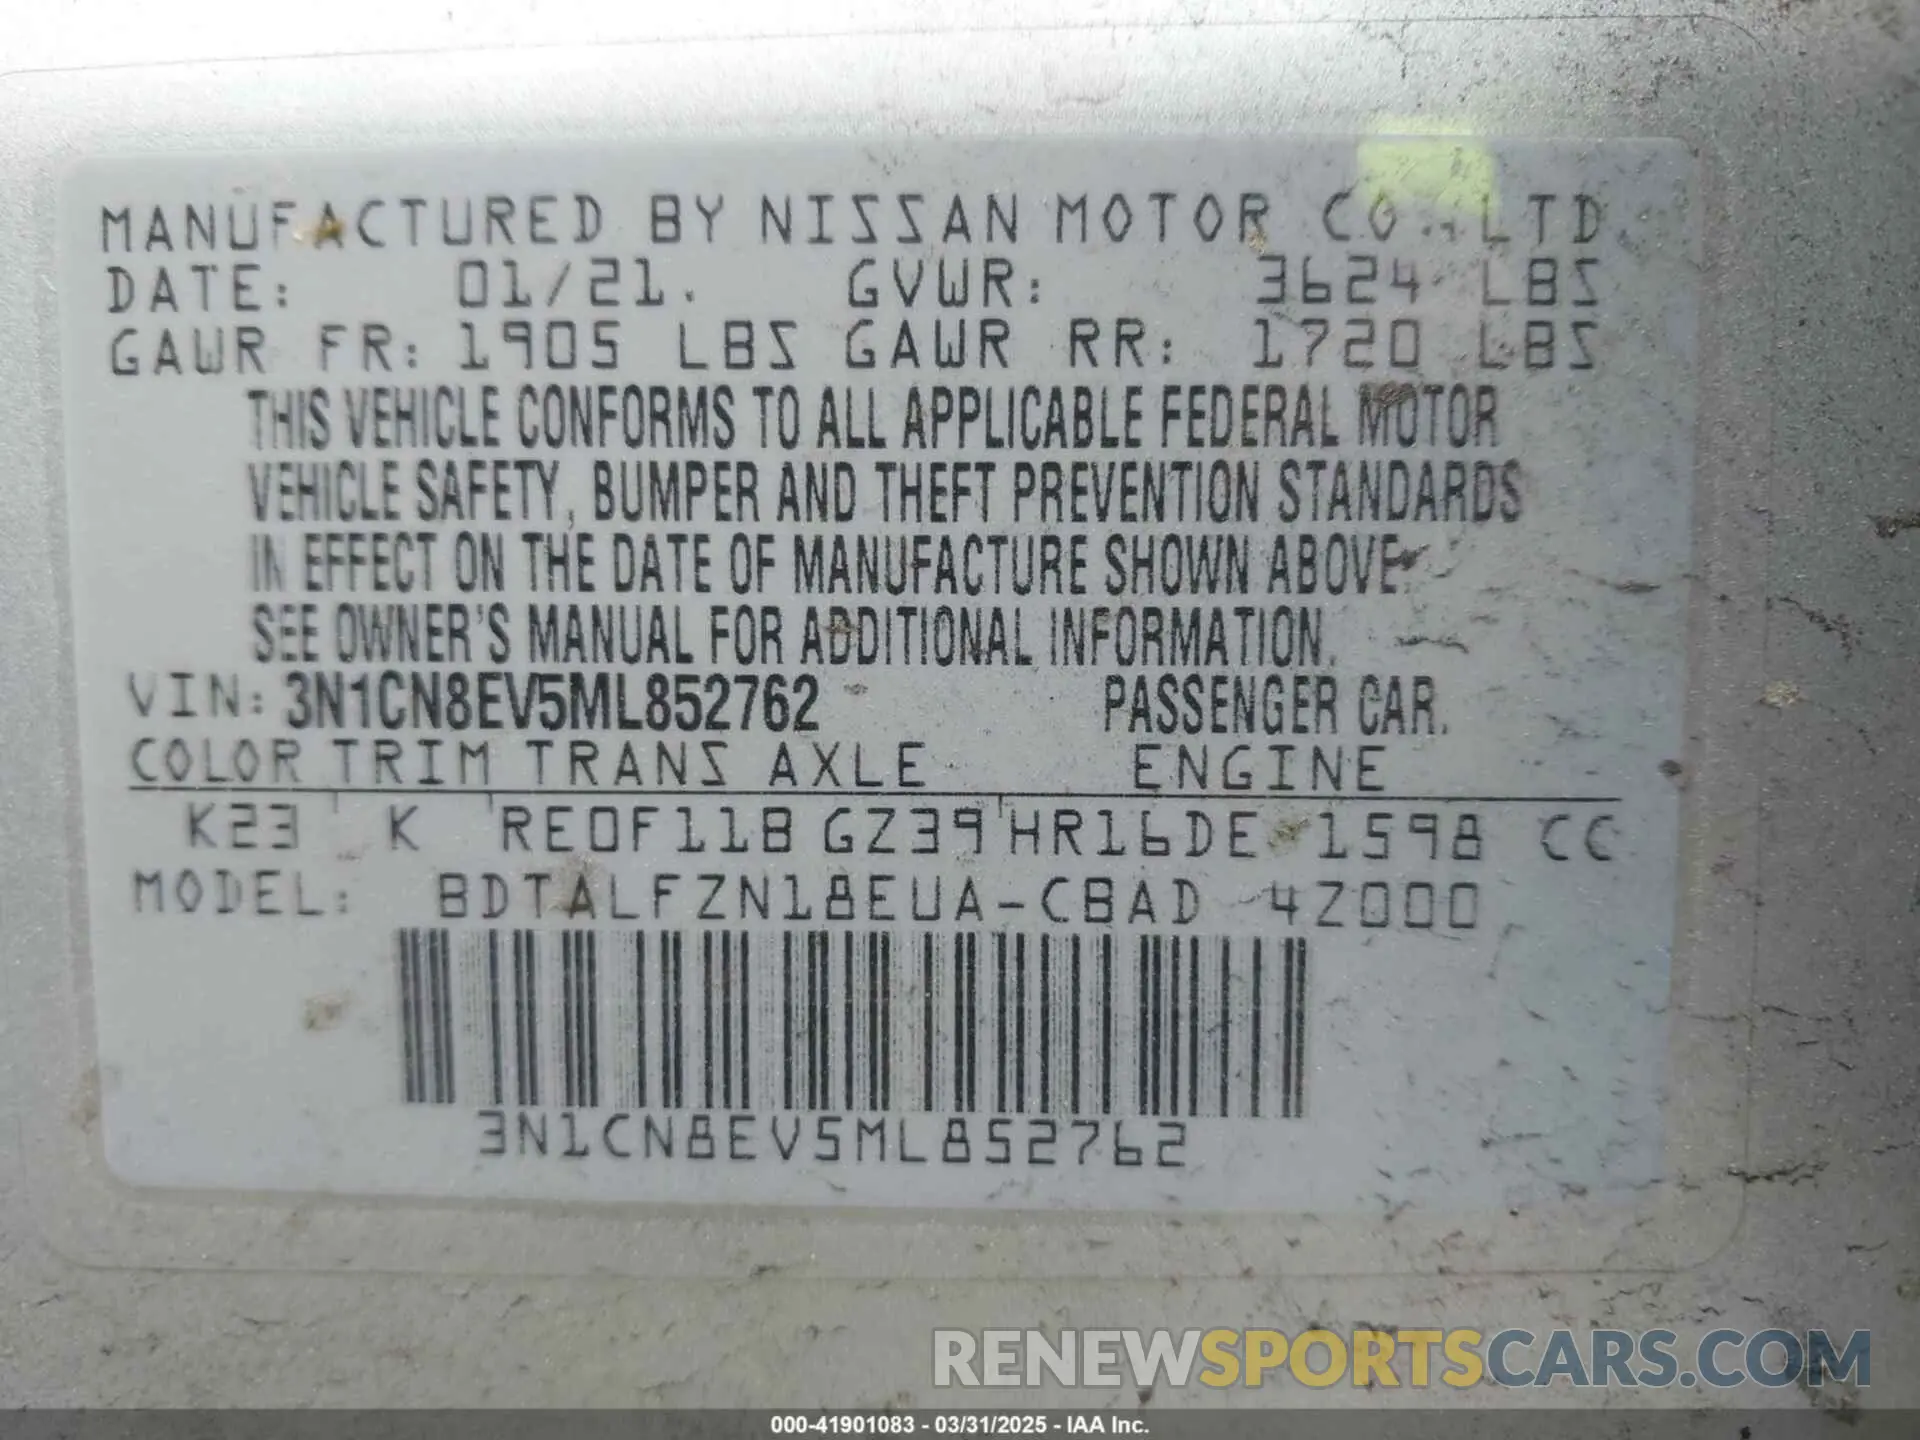 MANUFACTURED BY NISSAN MOTOR CO., LTD.
DATE: 01/21. GVWR: 3624 LBS
GAWR FR: 1905 LBS GAWR RR: 1720 LBS
THIS VEHICLE CONFORMS TO ALL APPLICABLE FEDERAL MOTOR
VEHICLE SAFETY, BUMPER AND THEFT PREVENTION STANDARDS
IN EFFECT ON THE DATE OF MANUFACTURE SHOWN ABOVE.
SEE OWNER'S MANUAL FOR ADDITIONAL INFORMATION.
VIN: 3N1CN8EV5ML852762 PASSENGER CAR.
COLOR TRIM TRANS AXLE ENGINE
K23 K RE0F11B GZ39 HR16DE 1598 CC
MODEL: BDTALFZN18EUA-CBAD 4Z000
3N1CN8EV5ML852762
RENEWSPORTSCARS.COM
000-41901083 - 03/31/2025 - IAA Inc.